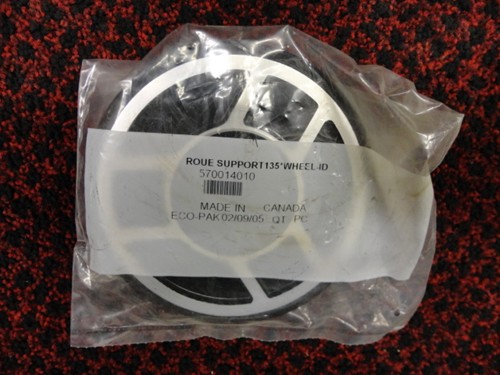 ROUE SUPPORT135*WHEEL-ID
570014010
MADE IN CANADA
ECO-PAK 02/09/05 QT PC